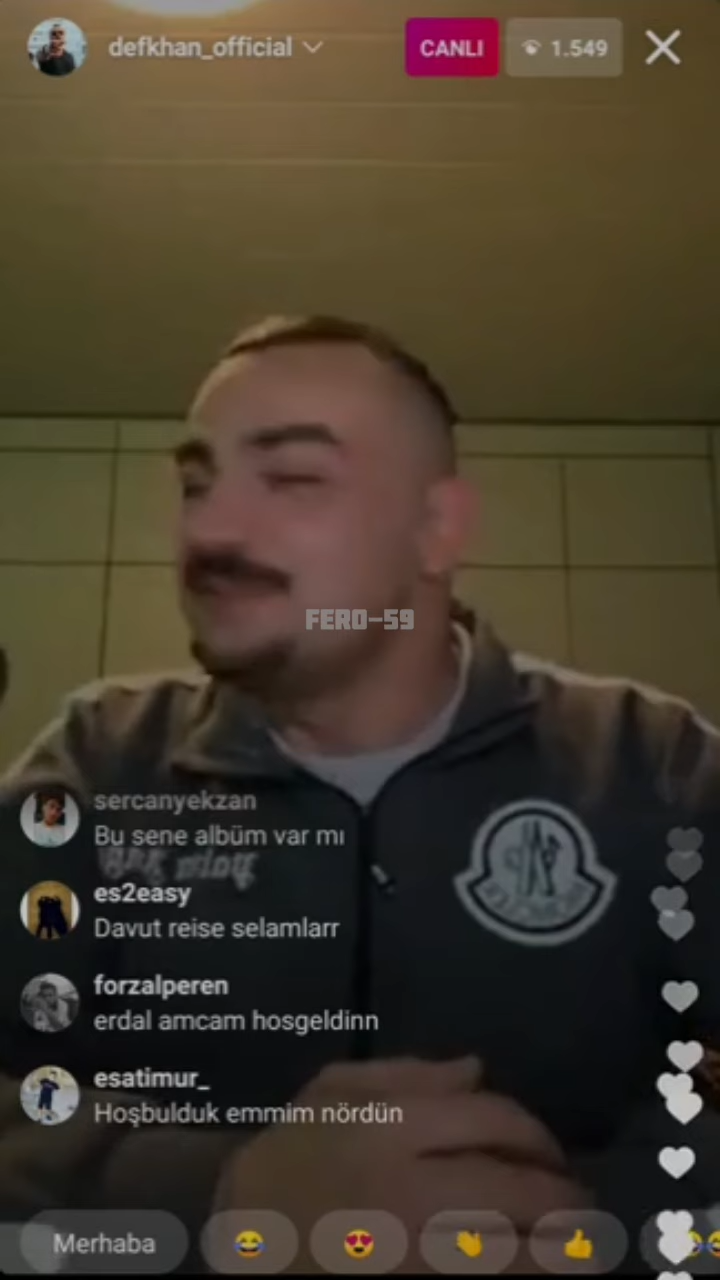 defkhan_official
CANLI
1.549
FERO-59
sercanyekzan
Bu sene albüm var mı
es2easy
Davut reise selamlarr
forzalperen
erdal amcam hosgeldinn
esatimur_
Hoşbulduk emmim nördün
Merhaba